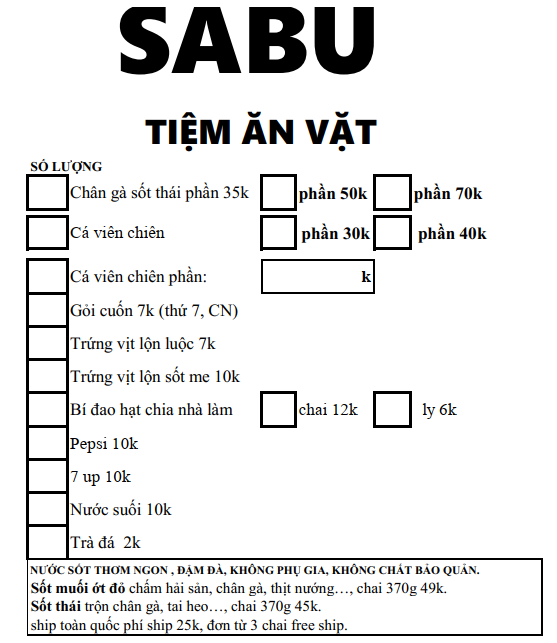 SABU
TIỆM ĂN VẶT
SỐ LƯỢNG
Chân gà sốt thái phần 35k phần 50k phần 70k
Cá viên chiên phần 30k phần 40k
Cá viên chiên phần: k
Gỏi cuốn 7k (thứ 7, CN)
Trứng vịt lộn luộc 7k
Trứng vịt lộn sốt me 10k
Bí đao hạt chia nhà làm chai 12k ly 6k
Pepsi 10k
7 up 10k
Nước suối 10k
Trà đá 2k
NƯỚC SỐT THƠM NGON , ĐẬM ĐÀ, KHÔNG PHỤ GIA, KHÔNG CHẤT BẢO QUẢN.
Sốt muối ớt đỏ chấm hải sản, chân gà, thịt nướng…, chai 370g 49k.
Sốt thái trộn chân gà, tai heo…, chai 370g 45k.
ship toàn quốc phí ship 25k, đơn từ 3 chai free ship.